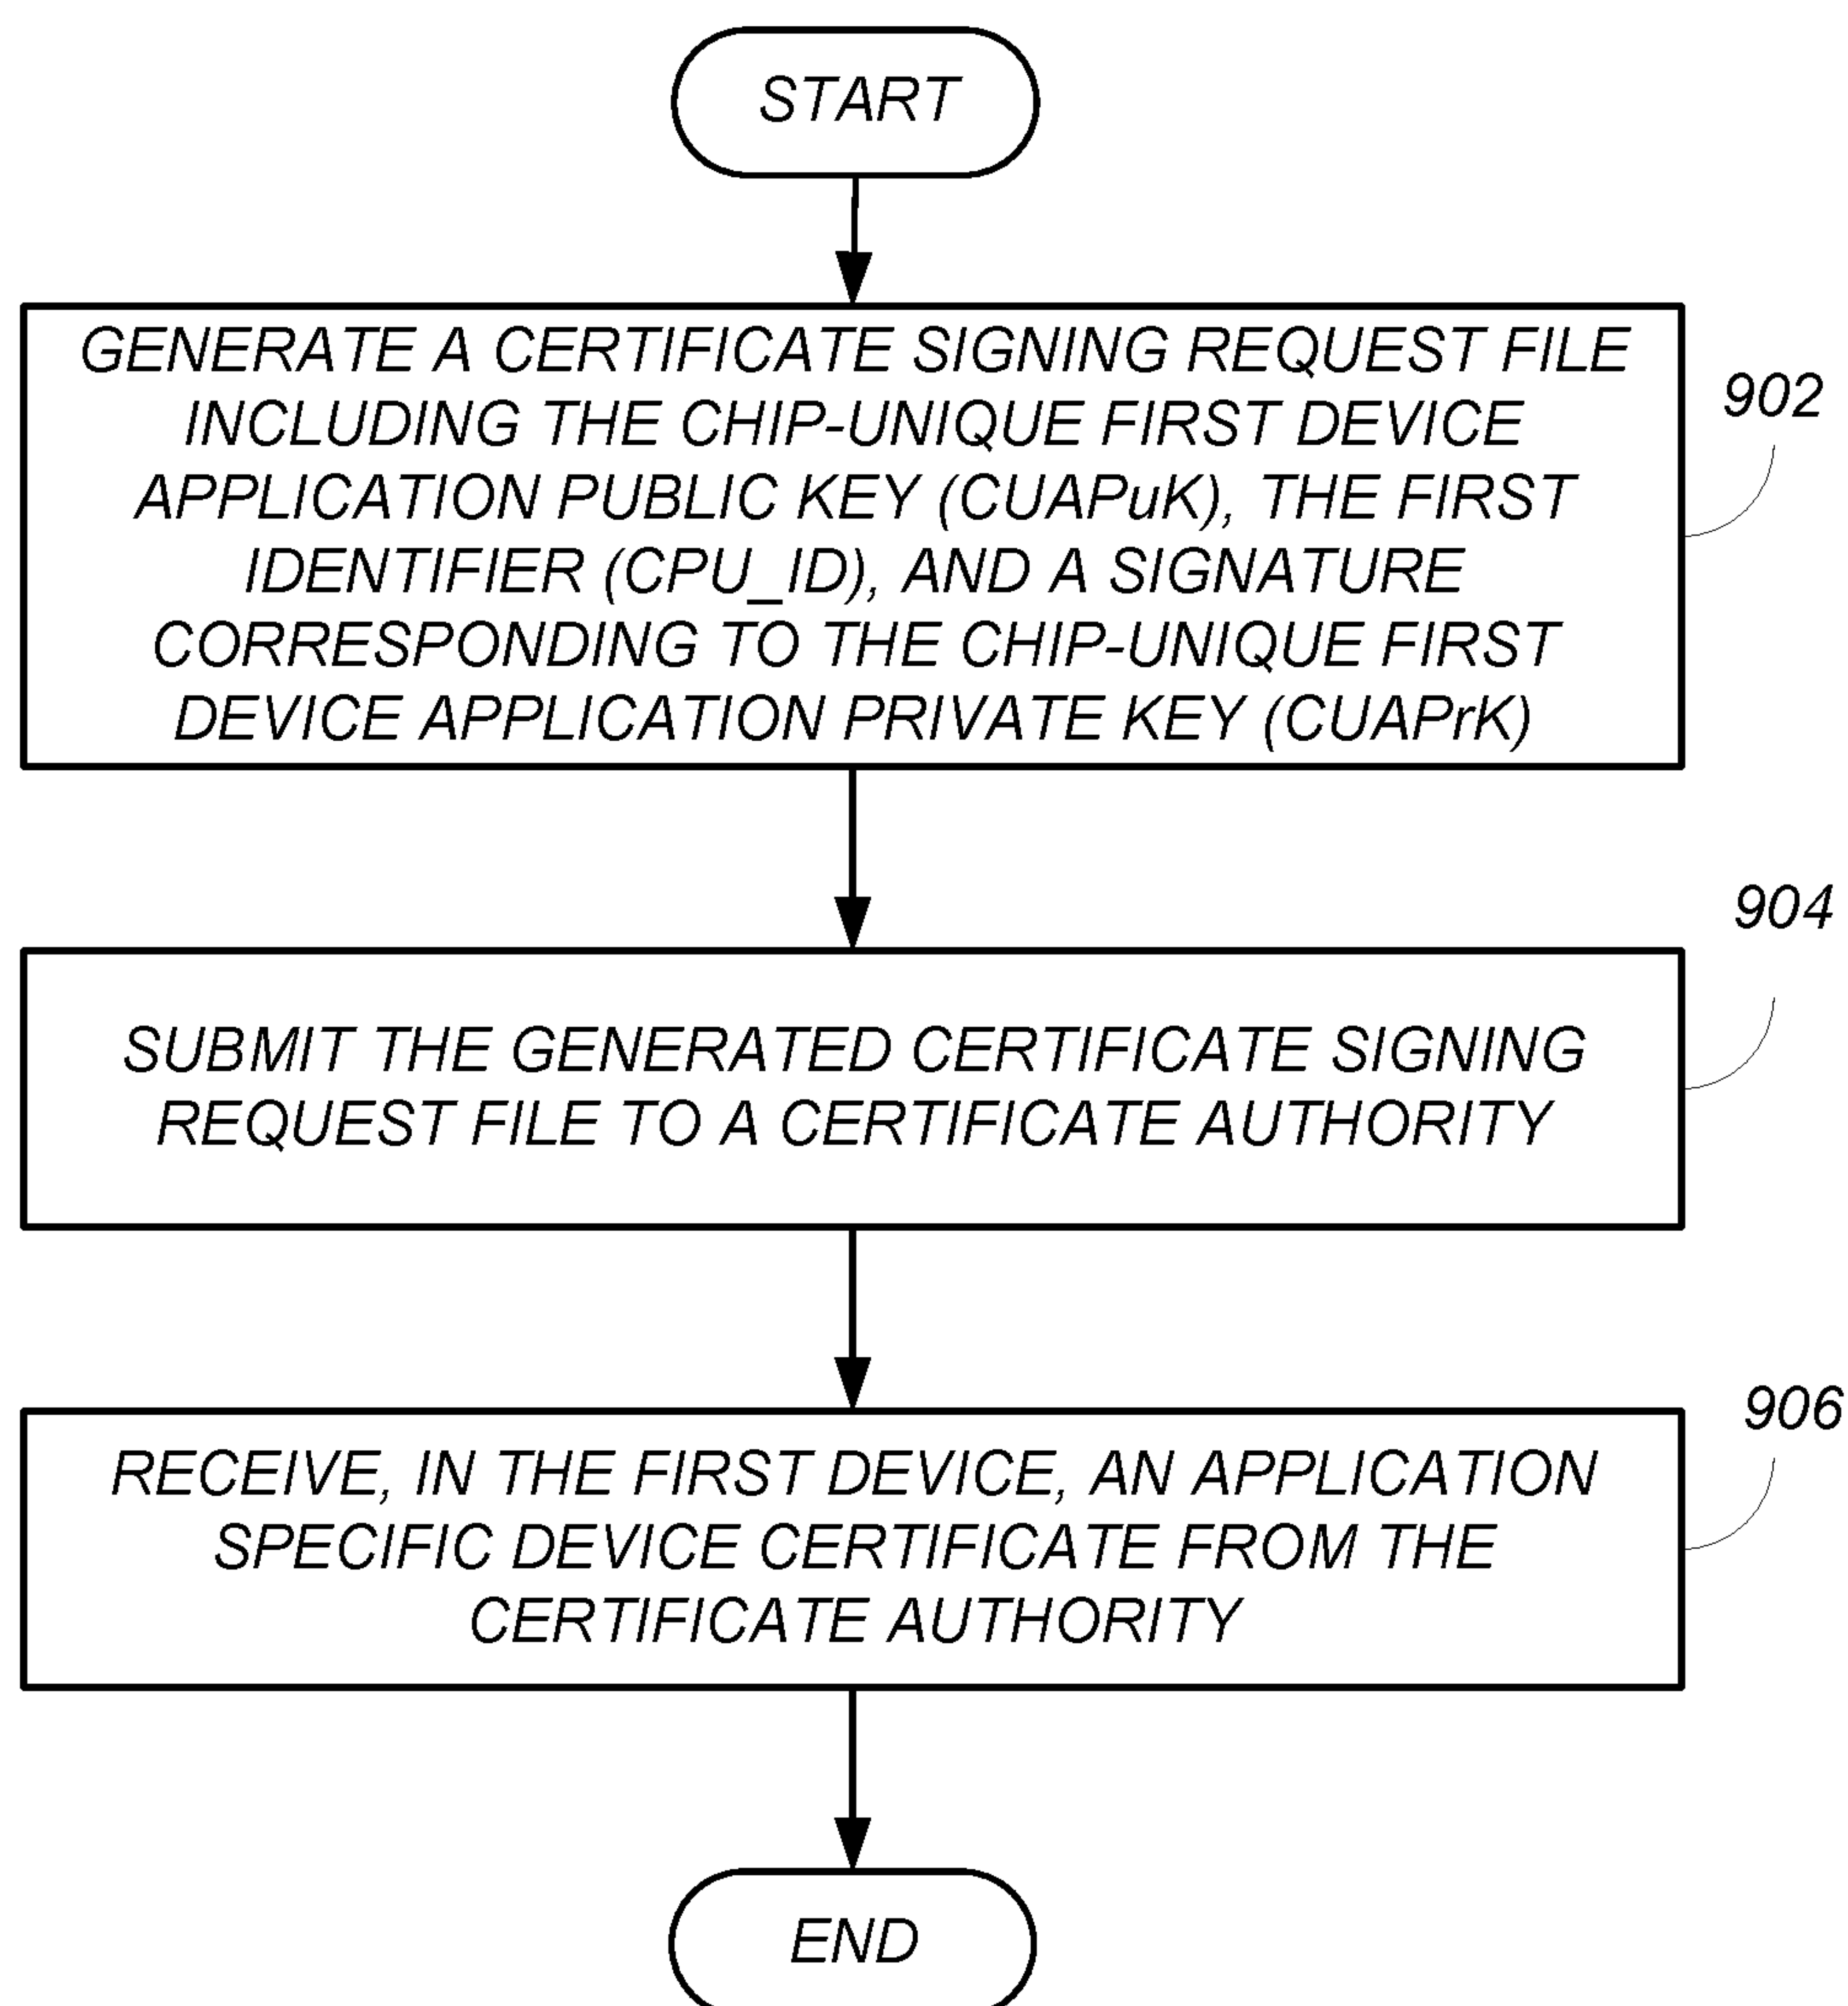 START
GENERATE A CERTIFICATE SIGNING REQUEST FILE
INCLUDING THE CHIP-UNIQUE FIRST DEVICE
APPLICATION PUBLIC KEY (CUAPuK), THE FIRST
IDENTIFIER (CPU_ID), AND A SIGNATURE
CORRESPONDING TO THE CHIP-UNIQUE FIRST
DEVICE APPLICATION PRIVATE KEY (CUAPrK)
902
904
SUBMIT THE GENERATED CERTIFICATE SIGNING
REQUEST FILE TO A CERTIFICATE AUTHORITY
906
RECEIVE, IN THE FIRST DEVICE, AN APPLICATION
SPECIFIC DEVICE CERTIFICATE FROM THE
CERTIFICATE AUTHORITY
END